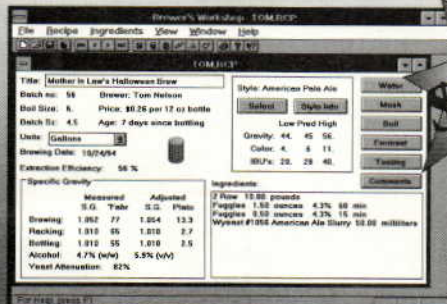 Brewer's Workshop - TOM.RCP
File Recipe Ingredients View Window Help
TOM.RCP
Title: Mother in Law's Halloween Brew
Batch no: 56 Brewer: Tom Nelson
Boil Size: 6. Price: $0.26 per 12 oz bottle
Batch Sz: 4.5 Age: 7 days since bottling
Units: Gallons
Brewing Date: 10/24/94
Extraction Efficiency: 56 %
Style: American Pale Ale
Select Style Info
Low Pred High
Gravity: 44. 45 56.
Color: 4. 6 11.
IBU's: 20. 28 40.
Water
Mash
Boil
Ferment
Tasting
Comments
Specific Gravity
Measured Adjusted
S.G. °Fahr S.G. Plato
Brewing: 1.052 77 1.054 13.3
Racking: 1.010 65 1.010 2.7
Bottling: 1.010 55 1.010 2.5
Alcohol: 4.7% (w/w) 5.9% (v/v)
Yeast Attenuation: 82%
Ingredients:
2 Row 10.00 pounds
Fuggles 1.50 ounces 4.3% 60 min
Fuggles 0.50 ounces 4.3% 15 min
Wyeast #1056 American Ale Slurry 50.00 milliliters
For Help, press F1